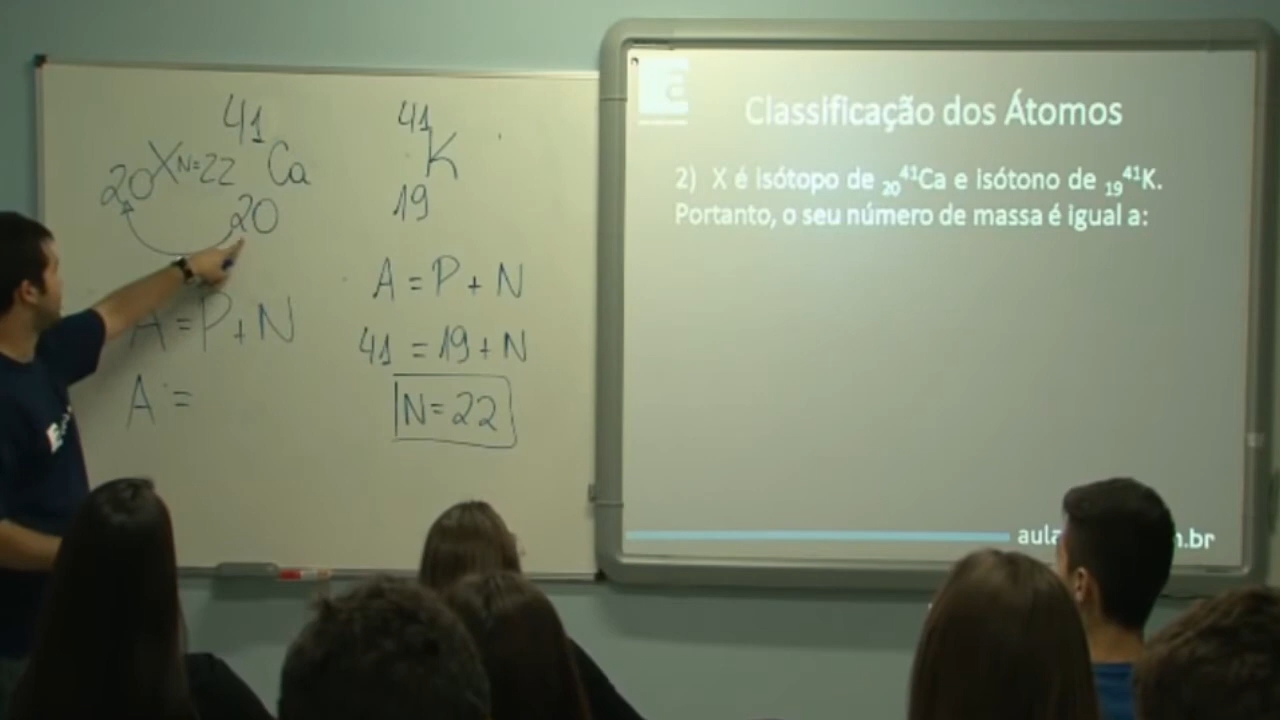 41
20 X N=22 Ca
20
A = P + N
A =
41
K
19
A = P + N
41 = 19 + N
N = 22
Classificação dos Átomos
2) X é isótopo de 20 41Ca e isótono de 19 41K.
Portanto, o seu número de massa é igual a: